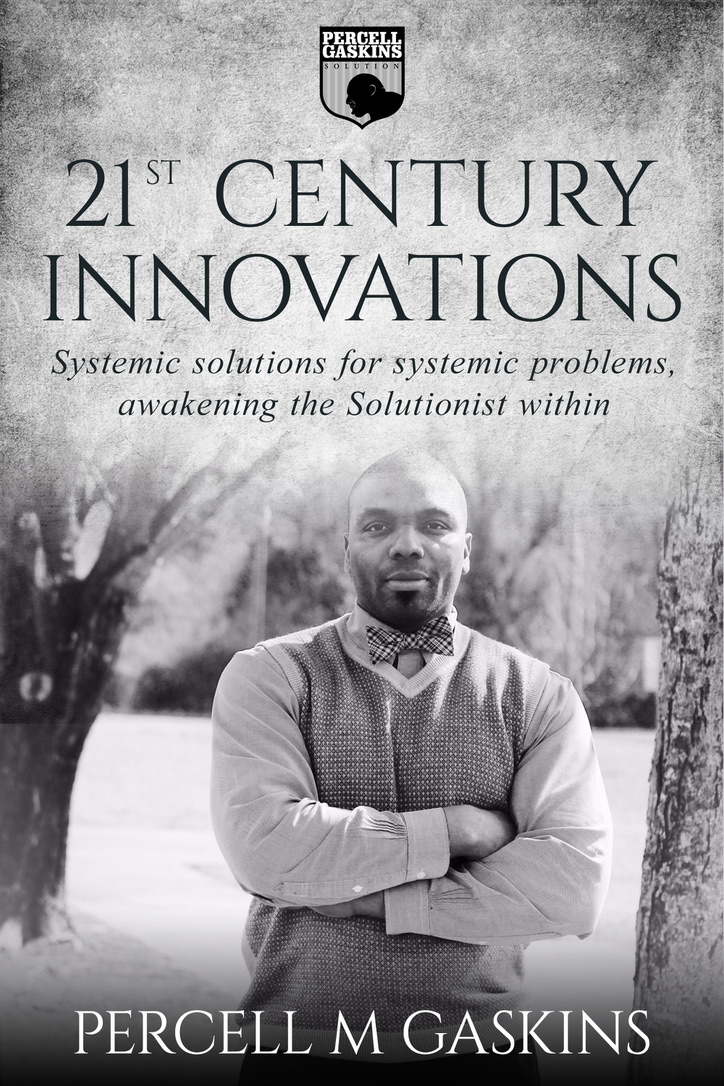 PERCELL
GASKINS
SOLUTION
21ST CENTURY
INNOVATIONS
Systemic solutions for systemic problems,
awakening the Solutionist within
PERCELL M GASKINS